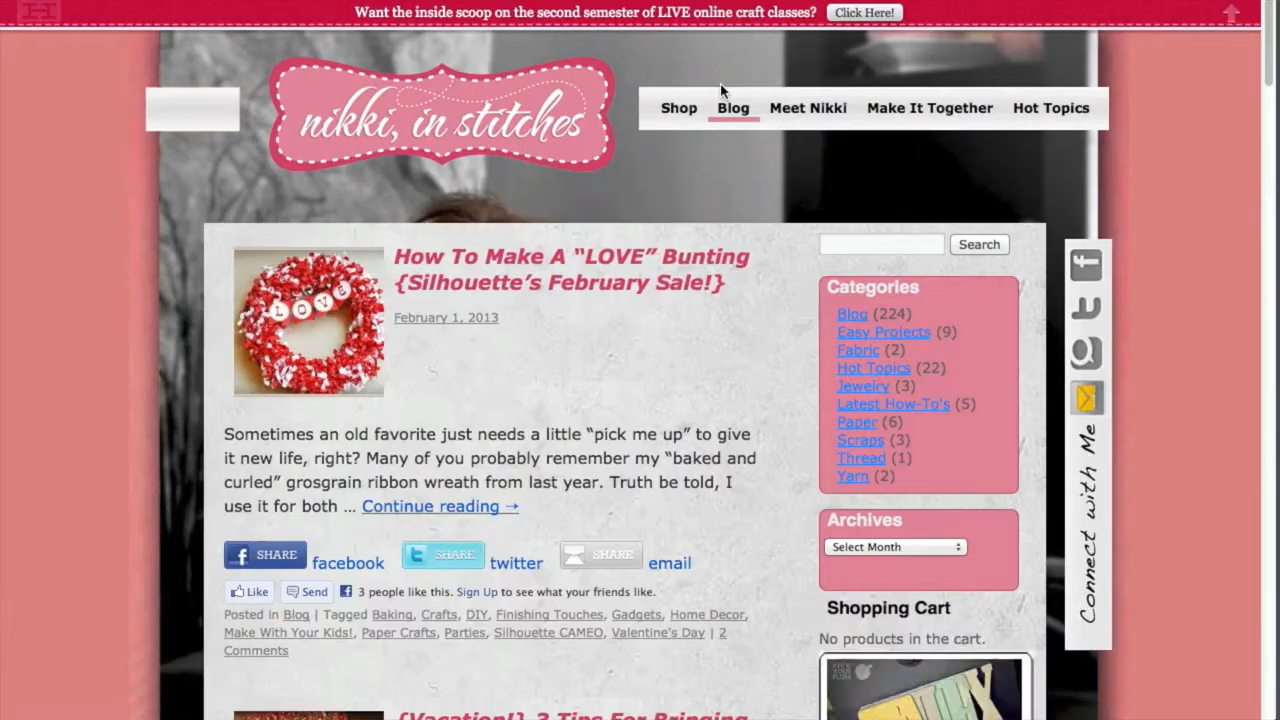 Want the inside scoop on the second semester of LIVE online craft classes? Click Here!
nikki, in stitches
Shop Blog Meet Nikki Make It Together Hot Topics
How To Make A “LOVE” Bunting
{Silhouette’s February Sale!}
February 1, 2013
LOVE
Sometimes an old favorite just needs a little “pick me up” to give
it new life, right? Many of you probably remember my “baked and
curled” grosgrain ribbon wreath from last year. Truth be told, I
use it for both ... Continue reading →
SHARE facebook SHARE twitter SHARE email
Like Send 3 people like this. Sign Up to see what your friends like.
Posted in Blog | Tagged Baking, Crafts, DIY, Finishing Touches, Gadgets, Home Decor,
Make With Your Kids!, Paper Crafts, Parties, Silhouette CAMEO, Valentine's Day | 2
Comments
{Vacation!} 3 Tips For Bringing
Search
Categories
Blog (224)
Easy Projects (9)
Fabric (2)
Hot Topics (22)
Jewelry (3)
Latest How-To's (5)
Paper (6)
Scraps (3)
Thread (1)
Yarn (2)
Archives
Select Month
Shopping Cart
No products in the cart.
Connect with Me